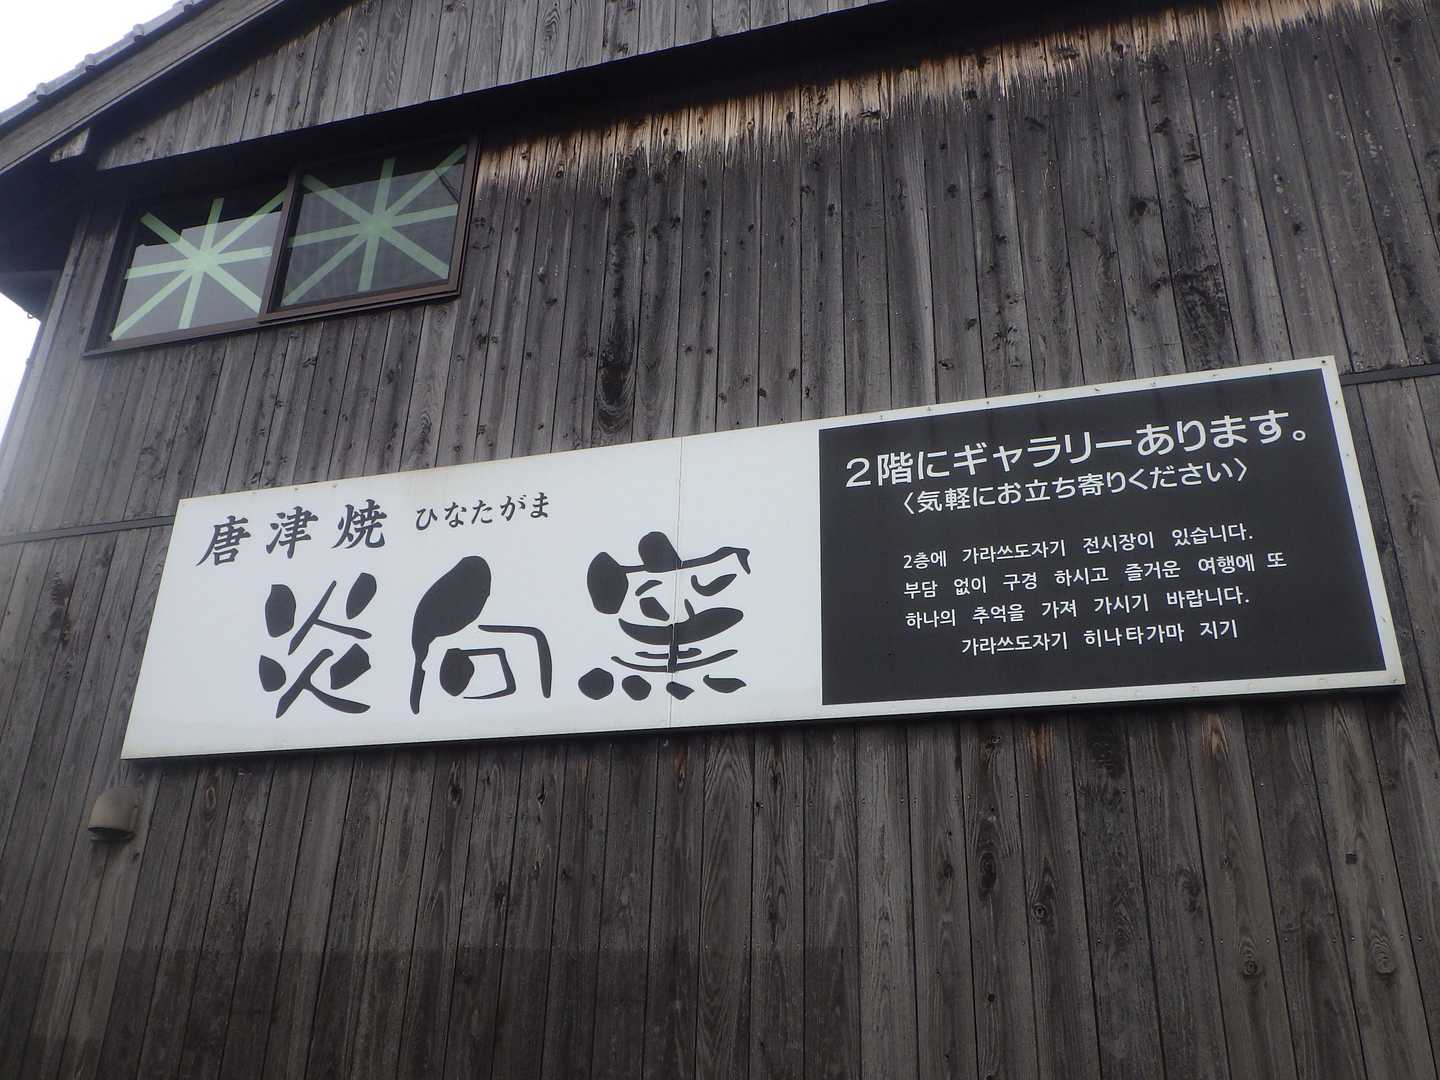 唐津焼 ひなたがま
炎向窯
2階にギャラリーあります。
〈気軽にお立ち寄りください〉
2층에 가라쓰도자기 전시장이 있습니다.
부담 없이 구경 하시고 즐거운 여행에 또
하나의 추억을 가져 가시기 바랍니다.
가라쓰도자기 히나타가마 지기